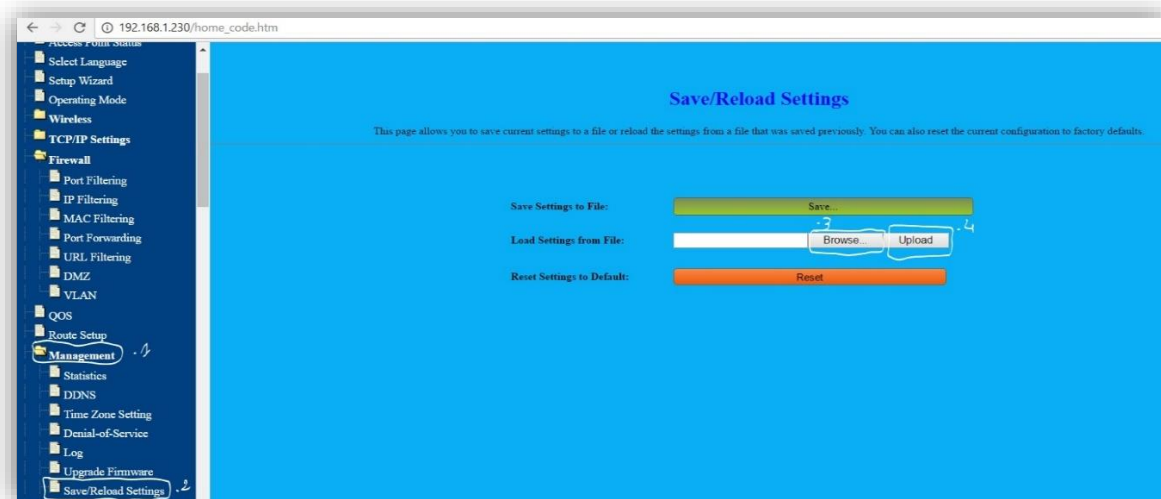 192.168.1.230/home_code.htm
Access Point Status
Select Language
Setup Wizard
Operating Mode
Wireless
TCP/IP Settings
Firewall
Port Filtering
IP Filtering
MAC Filtering
Port Forwarding
URL Filtering
DMZ
VLAN
QOS
Route Setup
Management .1
Statistics
DDNS
Time Zone Setting
Denial-of-Service
Log
Upgrade Firmware
Save/Reload Settings .2
Save/Reload Settings
This page allows you to save current settings to a file or reload the settings from a file that was saved previously. You can also reset the current configuration to factory defaults.
Save Settings to File: Save...
Load Settings from File: .3 Browse... Upload .4
Reset Settings to Default: Reset